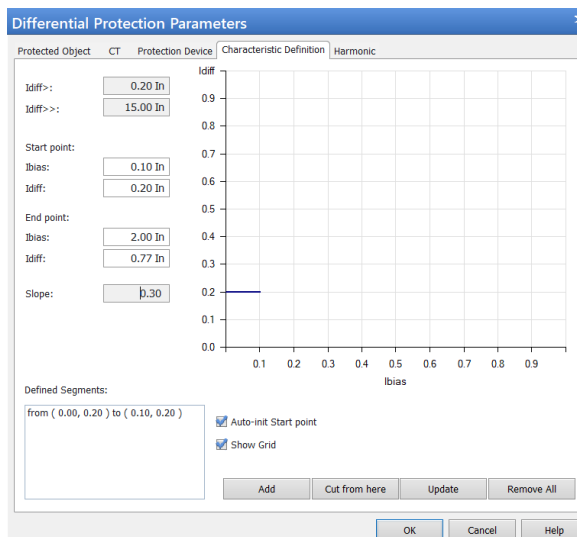 Differential Protection Parameters
Protected Object CT Protection Device Characteristic Definition Harmonic
Idiff>: 0.20 In
Idiff>>: 15.00 In
Start point:
Ibias: 0.10 In
Idiff: 0.20 In
End point:
Ibias: 2.00 In
Idiff: 0.77 In
Slope: 0.30
Idiff
0.9
0.8
0.7
0.6
0.5
0.4
0.3
0.2
0.1
0.0
0.1 0.2 0.3 0.4 0.5 0.6 0.7 0.8 0.9
Ibias
Defined Segments:
from ( 0.00, 0.20 ) to ( 0.10, 0.20 )
Auto-init Start point
Show Grid
Add Cut from here Update Remove All
OK Cancel Help